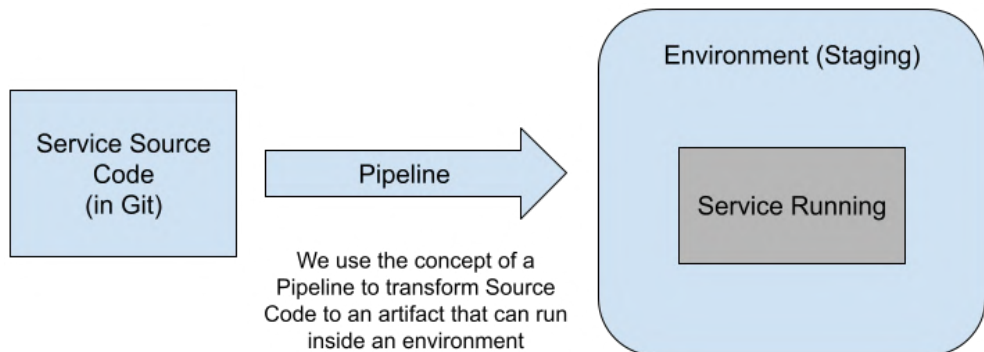 Service Source
Code
(in Git)
Pipeline
We use the concept of a
Pipeline to transform Source
Code to an artifact that can run
inside an environment
Environment (Staging)
Service Running